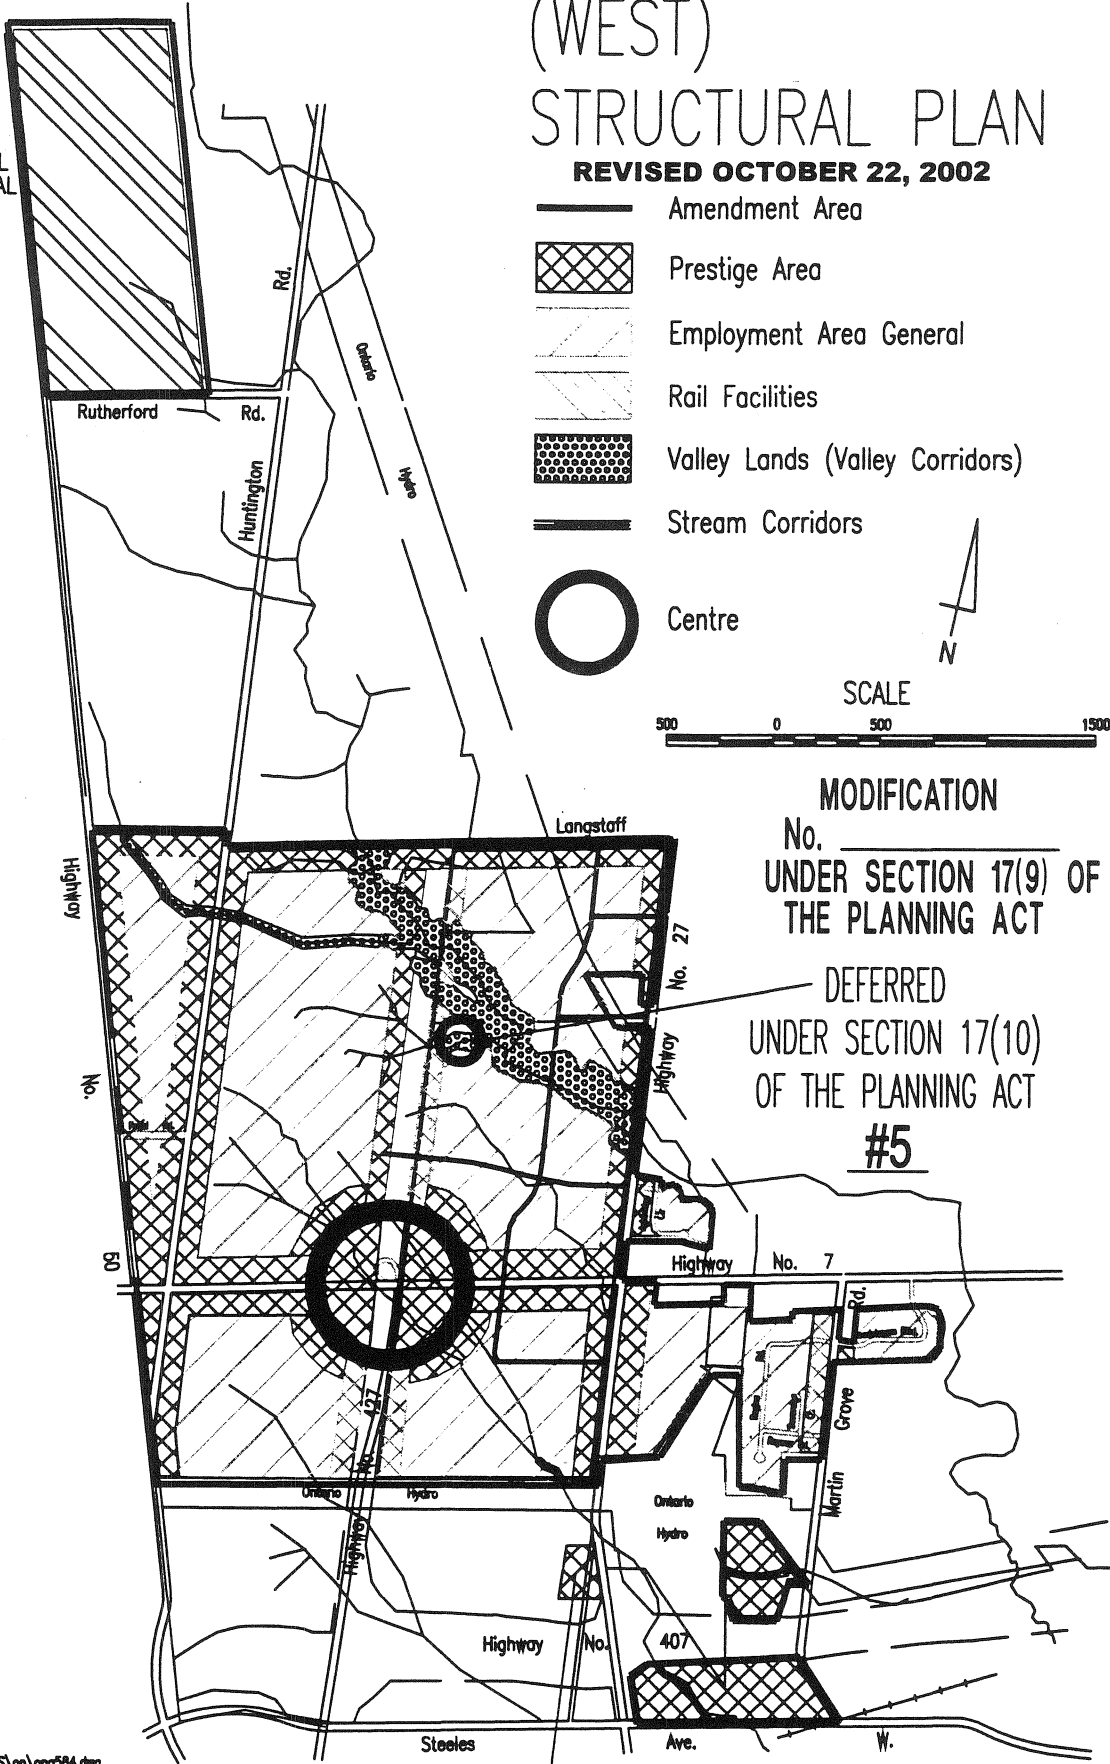 (WEST)
STRUCTURAL PLAN
REVISED OCTOBER 22, 2002
Amendment Area
Prestige Area
Employment Area General
Rail Facilities
Valley Lands (Valley Corridors)
Stream Corridors
Centre
N
SCALE
500 0 500 1500
MODIFICATION
No.
UNDER SECTION 17(9) OF
THE PLANNING ACT
DEFERRED
UNDER SECTION 17(10)
OF THE PLANNING ACT
#5
L
AL
Rd.
Ontario
Hydro
Rutherford Rd.
Huntington
Langstaff
Highway
No.
50
Highway
No. 27
Highway No. 7
Rd.
Grove
Martin
Highway
No.
427
Ontario Hydro
Ontario
Hydro
Highway No. 407
Steeles Ave. W.